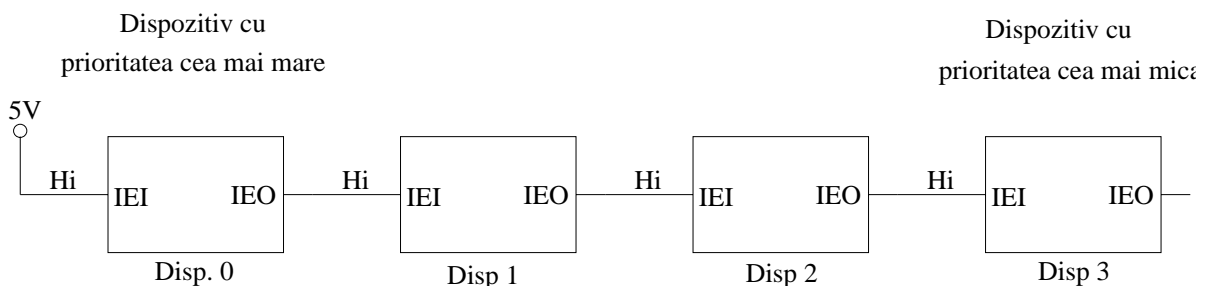 Dispozitiv cu
prioritatea cea mai mare
Dispozitiv cu
prioritatea cea mai mica
5V
Hi
IEI
IEO
Hi
IEI
IEO
Hi
IEI
IEO
Hi
IEI
IEO
Disp. 0
Disp 1
Disp 2
Disp 3